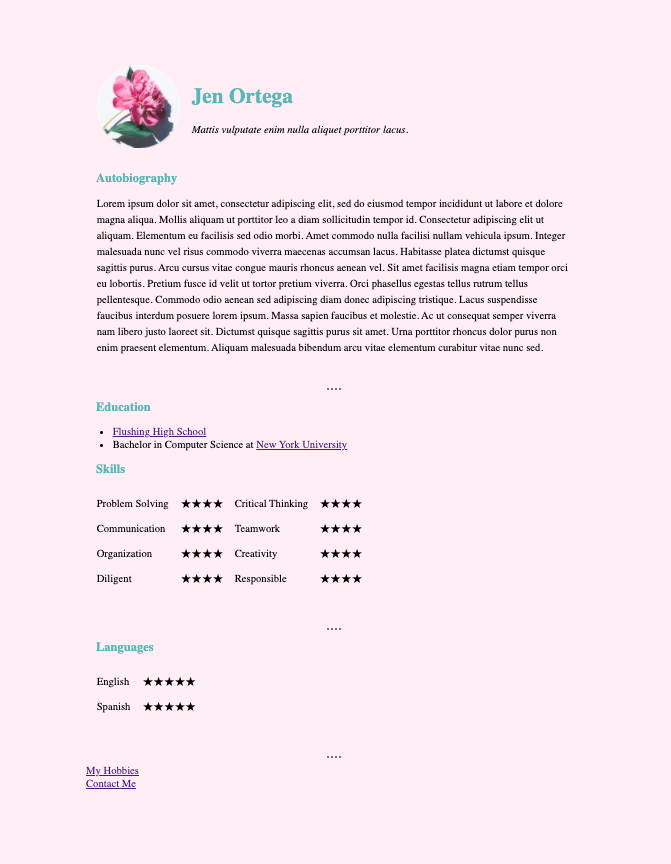 Jen Ortega
Mattis vulputate enim nulla aliquet porttitor lacus.
Autobiography
Lorem ipsum dolor sit amet, consectetur adipiscing elit, sed do eiusmod tempor incididunt ut labore et dolore
magna aliqua. Mollis aliquam ut porttitor leo a diam sollicitudin tempor id. Consectetur adipiscing elit ut
aliquam. Elementum eu facilisis sed odio morbi. Amet commodo nulla facilisi nullam vehicula ipsum. Integer
malesuada nunc vel risus commodo viverra maecenas accumsan lacus. Habitasse platea dictumst quisque
sagittis purus. Arcu cursus vitae congue mauris rhoncus aenean vel. Sit amet facilisis magna etiam tempor orci
eu lobortis. Pretium fusce id velit ut tortor pretium viverra. Orci phasellus egestas tellus rutrum tellus
pellentesque. Commodo odio aenean sed adipiscing diam donec adipiscing tristique. Lacus suspendisse
faucibus interdum posuere lorem ipsum. Massa sapien faucibus et molestie. Ac ut consequat semper viverra
nam libero justo laoreet sit. Dictumst quisque sagittis purus sit amet. Urna porttitor rhoncus dolor purus non
enim praesent elementum. Aliquam malesuada bibendum arcu vitae elementum curabitur vitae nunc sed.
....
Education
• Flushing High School
• Bachelor in Computer Science at New York University
Skills
Problem Solving ★★★★ Critical Thinking ★★★★
Communication ★★★★ Teamwork ★★★★
Organization ★★★★ Creativity ★★★★
Diligent ★★★★ Responsible ★★★★
....
Languages
English ★★★★★
Spanish ★★★★★
....
My Hobbies
Contact Me